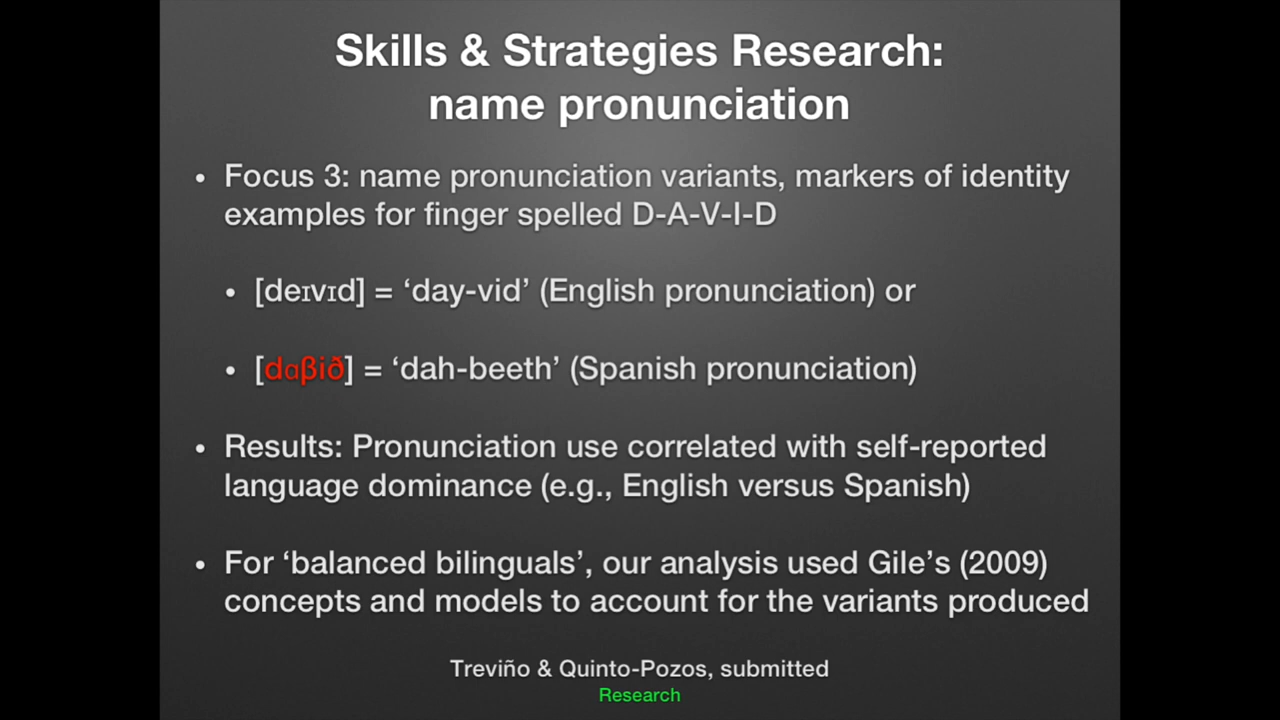 Skills & Strategies Research:
name pronunciation
• Focus 3: name pronunciation variants, markers of identity
examples for finger spelled D-A-V-I-D
• [deɪvɪd] = ‘day-vid’ (English pronunciation) or
• [dɑβið] = ‘dah-beeth’ (Spanish pronunciation)
• Results: Pronunciation use correlated with self-reported
language dominance (e.g., English versus Spanish)
• For ‘balanced bilinguals’, our analysis used Gile’s (2009)
concepts and models to account for the variants produced
Treviño & Quinto-Pozos, submitted
Research